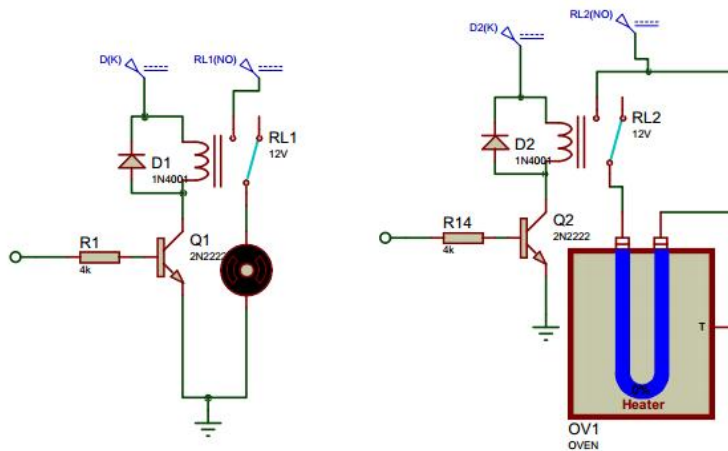 D(K)
RL1(NO)
RL1
12V
D1
1N4001
Q1
2N2222
R1
4k
D2(K)
RL2(NO)
RL2
12V
D2
1N4001
Q2
2N2222
R14
4k
T
0%
Heater
OV1
OVEN